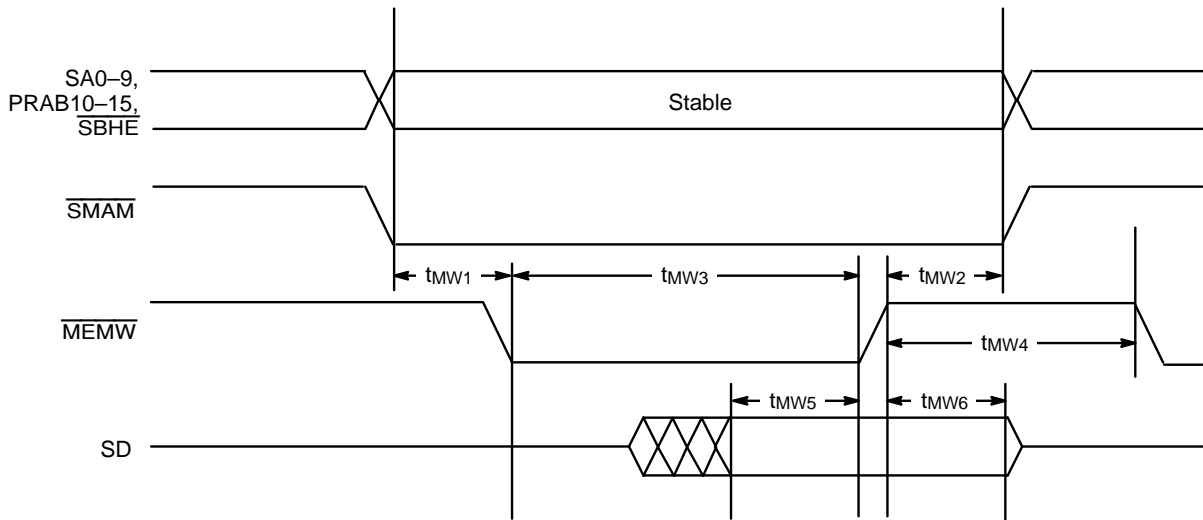 SA0–9,
PRAB10–15,
SBHE
Stable
SMAM
tMW1
tMW3
tMW2
MEMW
tMW4
tMW5
tMW6
SD